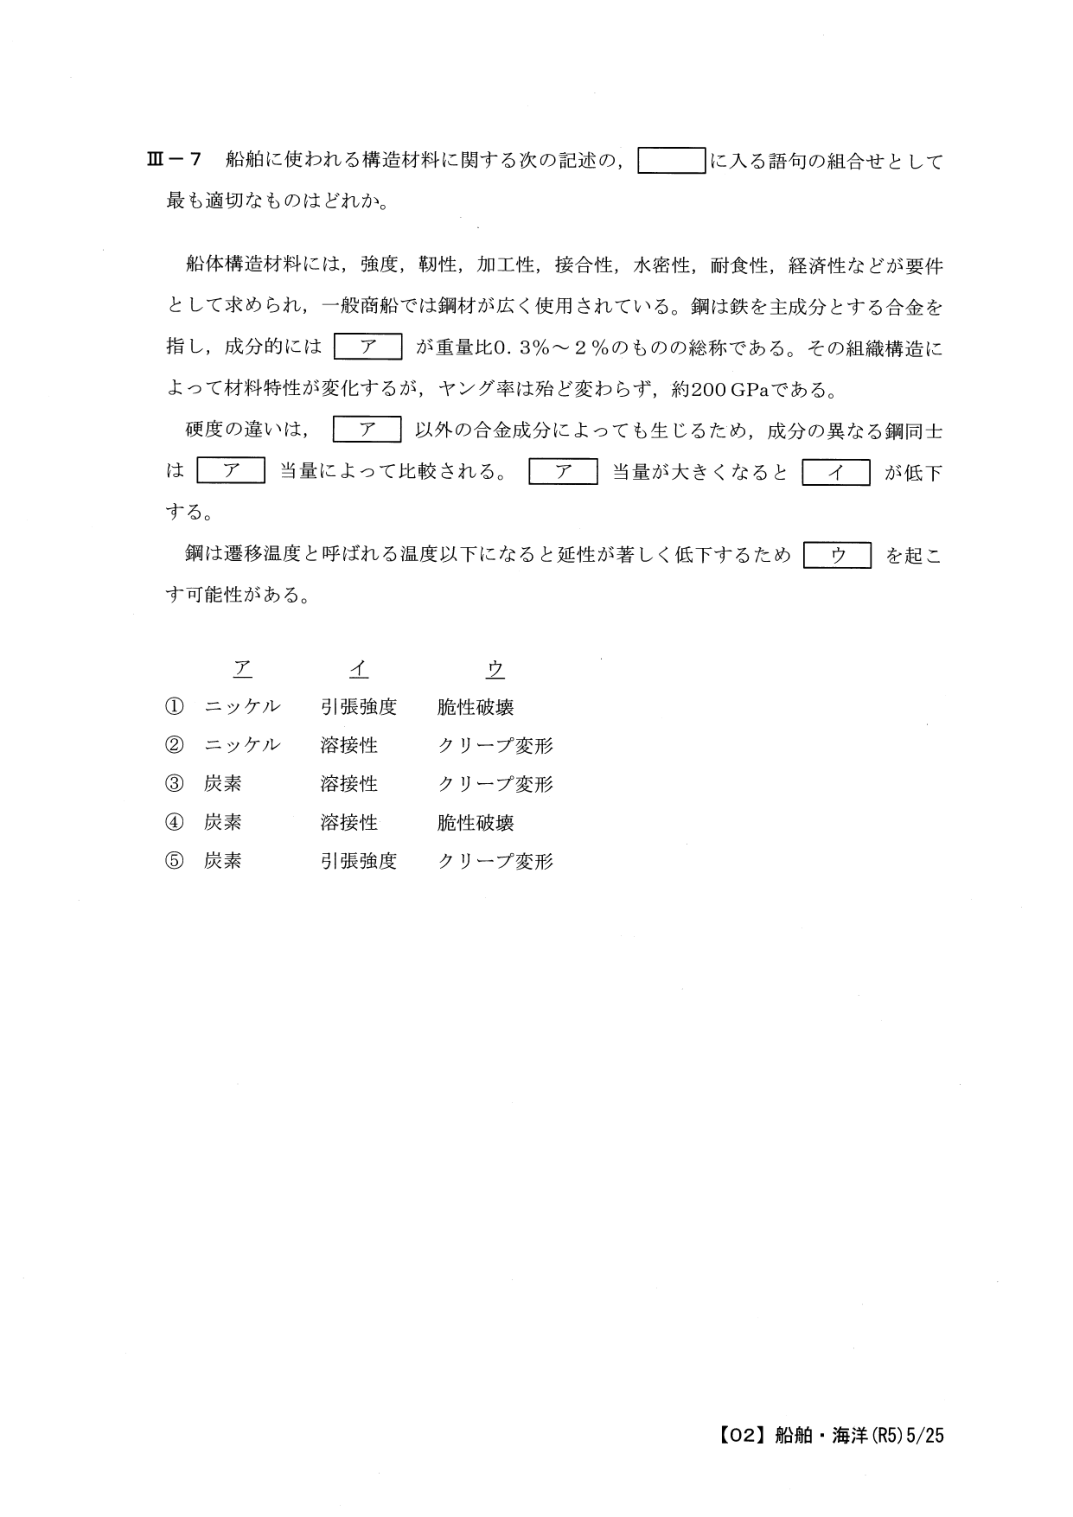 Ⅲ－7　船舶に使われる構造材料に関する次の記述の，□に入る語句の組合せとして
最も適切なものはどれか。
船体構造材料には，強度，靭性，加工性，接合性，水密性，耐食性，経済性などが要件
として求められ，一般商船では鋼材が広く使用されている。鋼は鉄を主成分とする合金を
指し，成分的には ア が重量比0.3％～2％のものの総称である。その組織構造に
よって材料特性が変化するが，ヤング率は殆ど変わらず，約200 GPaである。
硬度の違いは， ア 以外の合金成分によっても生じるため，成分の異なる鋼同士
は ア 当量によって比較される。 ア 当量が大きくなると イ が低下
する。
鋼は遷移温度と呼ばれる温度以下になると延性が著しく低下するため ウ を起こ
す可能性がある。
ア　イ　ウ
① ニッケル　引張強度　脆性破壊
② ニッケル　溶接性　クリープ変形
③ 炭素　溶接性　クリープ変形
④ 炭素　溶接性　脆性破壊
⑤ 炭素　引張強度　クリープ変形
【02】船舶・海洋(R5)5/25